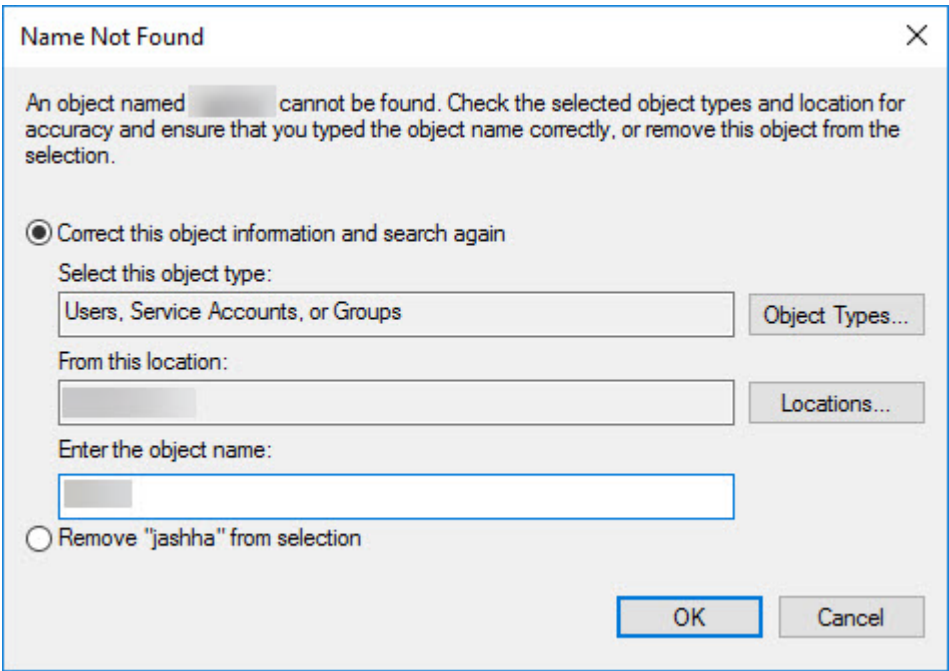 Name Not Found
An object named cannot be found. Check the selected object types and location for
accuracy and ensure that you typed the object name correctly, or remove this object from the
selection.
Correct this object information and search again
Select this object type:
Users, Service Accounts, or Groups
Object Types...
From this location:
Locations...
Enter the object name:
Remove "jashha" from selection
OK
Cancel